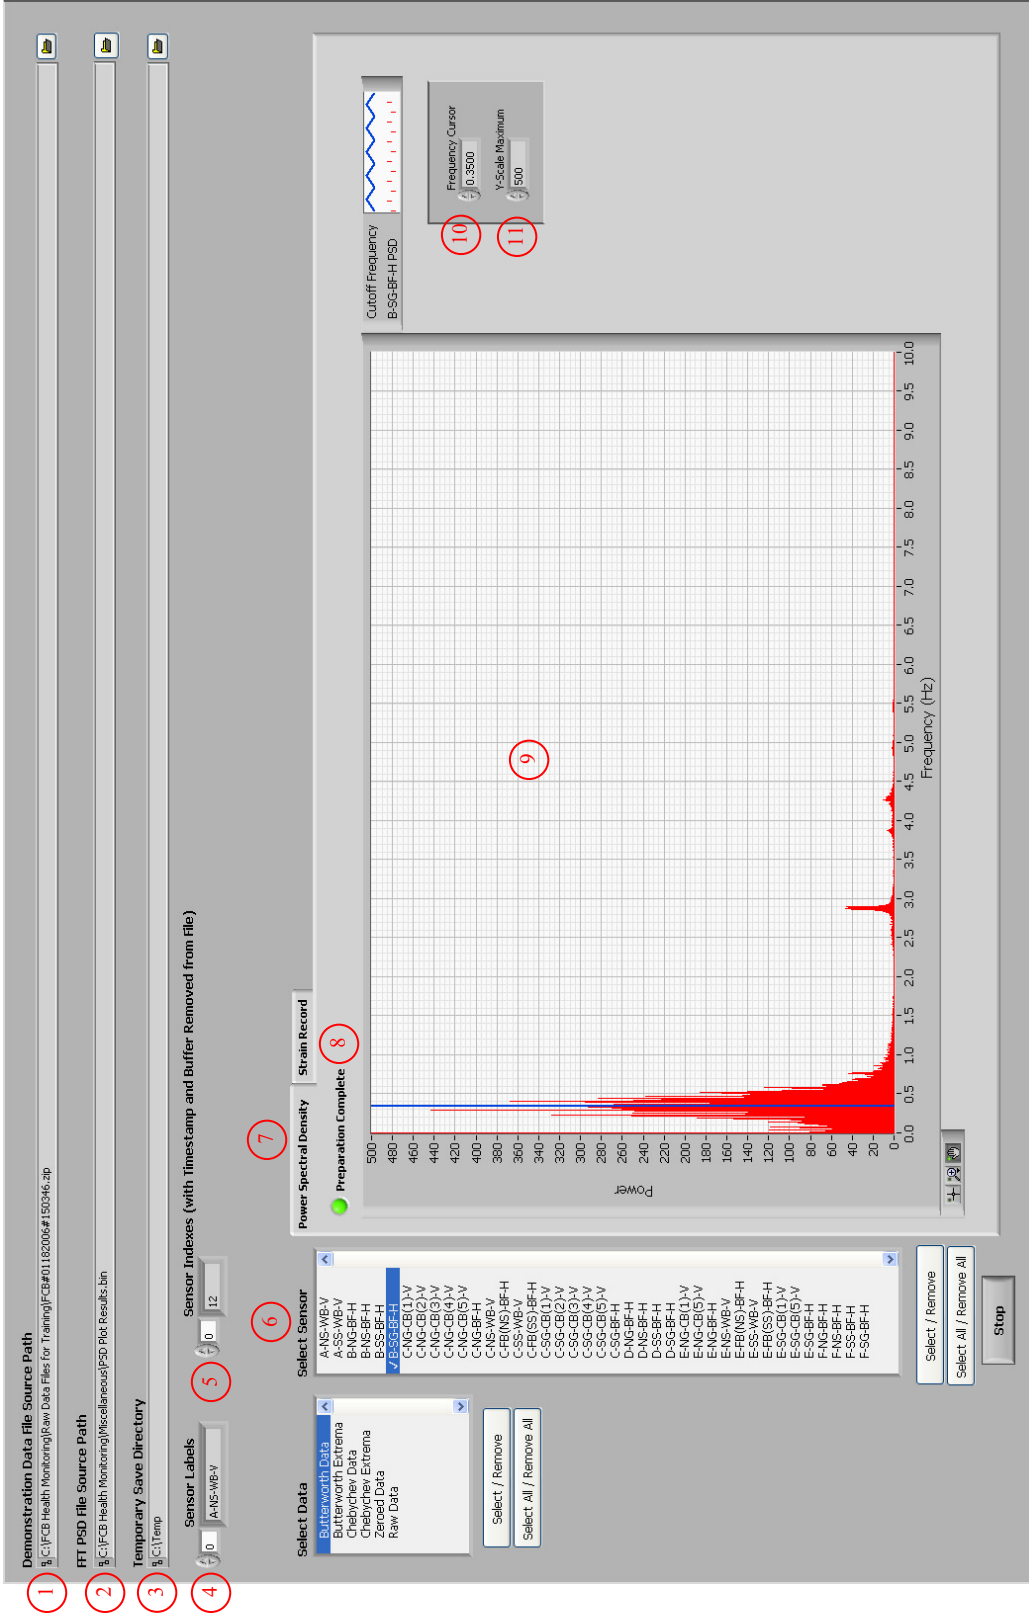 Demonstration Data File Source Path
1
C:\FCB Health Monitoring\Raw Data Files for Training\FCB#01182006#150346.zip
FFT PSD File Source Path
2
C:\FCB Health Monitoring\Miscellaneous\PSD Plot Results.bin
Temporary Save Directory
3
C:\Temp
Sensor Labels
4
0
A-NS-WB-V
Sensor Indexes (with Timestamp and Buffer Removed from File)
5
0
12
Select Data
Butterworth Data
Butterworth Extrema
Chebychev Data
Chebychev Extrema
Zeroed Data
Raw Data
Select / Remove
Select All / Remove All
6
Select Sensor
A-NS-WB-V
A-SS-WB-V
B-NG-BF-H
B-NS-BF-H
B-SS-BF-H
✓ B-SG-BF-H
C-NG-CB(1)-V
C-NG-CB(2)-V
C-NG-CB(3)-V
C-NG-CB(4)-V
C-NG-CB(5)-V
C-NG-BF-H
C-NS-WB-V
C-FB(NS)-BF-H
C-SS-WB-V
C-FB(SS)-BF-H
C-SG-CB(1)-V
C-SG-CB(2)-V
C-SG-CB(3)-V
C-SG-CB(4)-V
C-SG-CB(5)-V
C-SG-BF-H
D-NG-BF-H
D-NS-BF-H
D-SS-BF-H
D-SG-BF-H
E-NG-CB(1)-V
E-NG-CB(5)-V
E-NG-BF-H
E-NS-WB-V
E-FB(NS)-BF-H
E-SS-WB-V
E-FB(SS)-BF-H
E-SG-CB(1)-V
E-SG-CB(5)-V
E-SG-BF-H
F-NG-BF-H
F-NS-BF-H
F-SS-BF-H
F-SG-BF-H
Select / Remove
Select All / Remove All
Stop
7
Power Spectral Density
Strain Record
Preparation Complete
8
Cutoff Frequency
B-SG-BF-H PSD
10
Frequency Cursor
0.3500
11
Y-Scale Maximum
500
9
Power
500
480
460
440
420
400
380
360
340
320
300
280
260
240
220
200
180
160
140
120
100
80
60
40
20
0
0.0 0.5 1.0 1.5 2.0 2.5 3.0 3.5 4.0 4.5 5.0 5.5 6.0 6.5 7.0 7.5 8.0 8.5 9.0 9.5 10.0
Frequency (Hz)